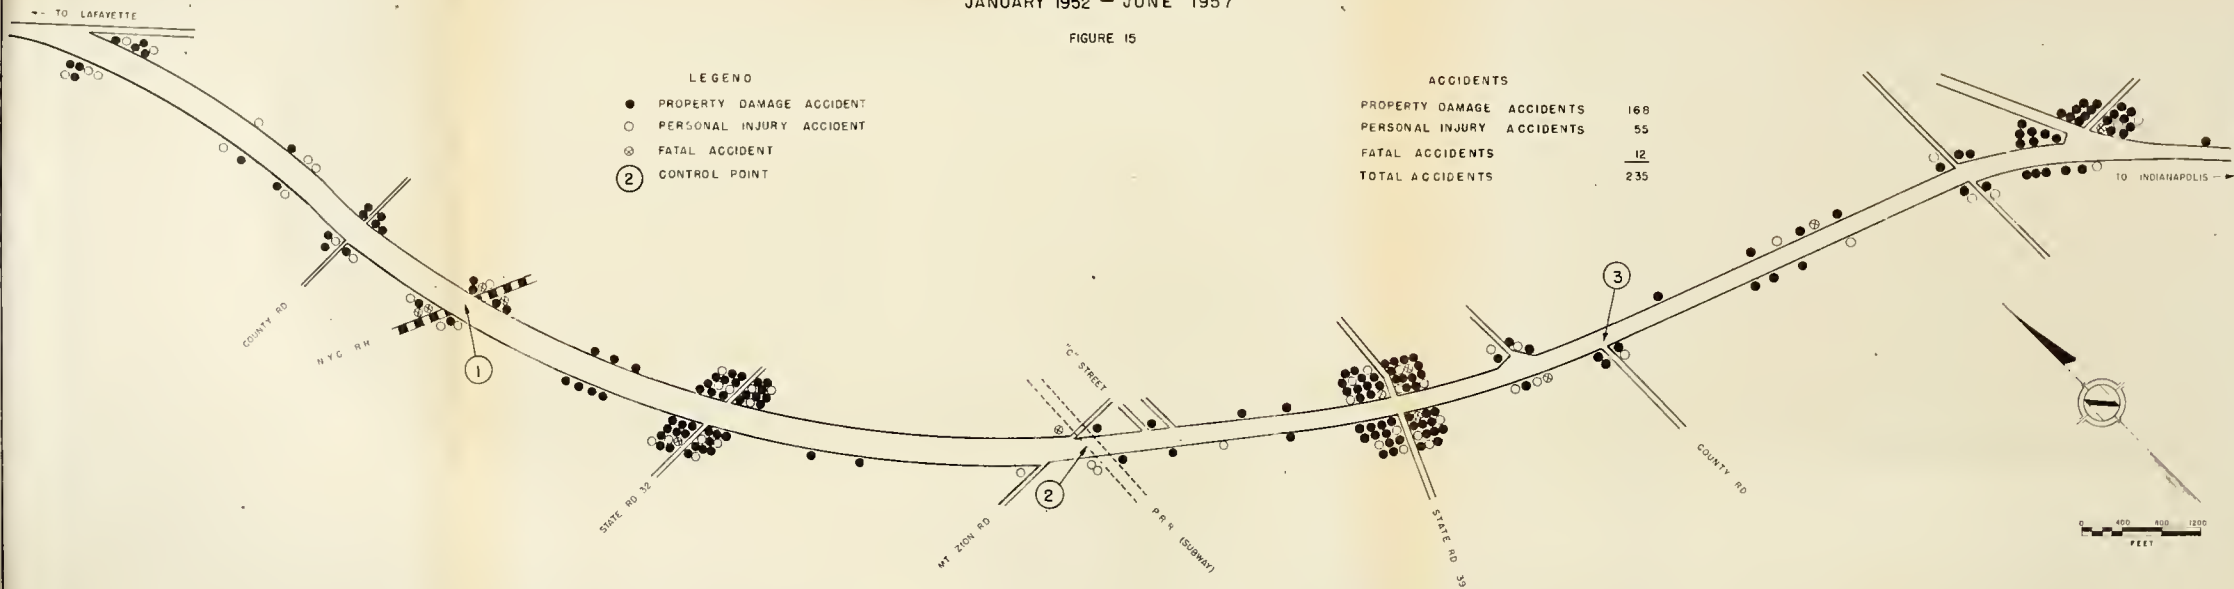 JANUARY 1952 — JUNE 1957
FIGURE 15
← TO LAFAYETTE
LEGEND
PROPERTY DAMAGE ACCIDENT
PERSONAL INJURY ACCIDENT
FATAL ACCIDENT
2 CONTROL POINT
ACCIDENTS
PROPERTY DAMAGE ACCIDENTS 168
PERSONAL INJURY ACCIDENTS 55
FATAL ACCIDENTS 12
TOTAL ACCIDENTS 235
TO INDIANAPOLIS →
COUNTY RD
NYC RR
1
STATE RD 32
"C" STREET
2
MT ZION RD
P.R.R. (SUBWAY)
3
STATE RD 39
COUNTY RD
0 400 800 1200
FEET